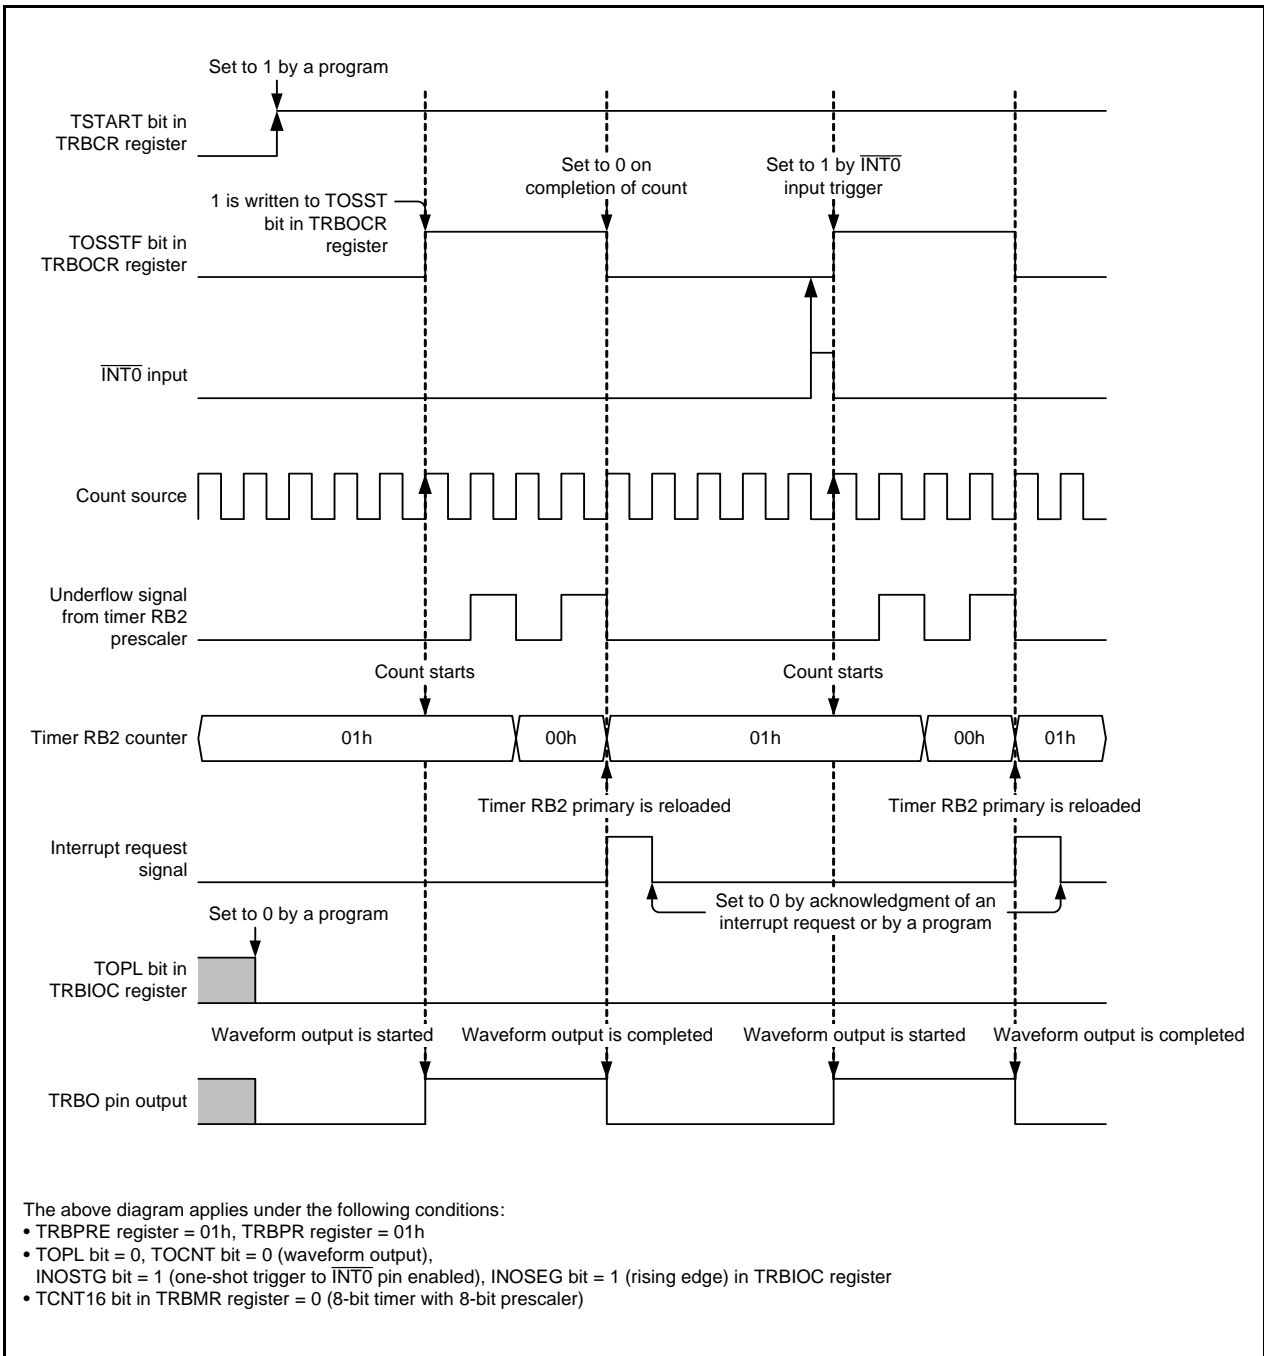 Set to 1 by a program
TSTART bit in
TRBCR register
Set to 0 on
completion of count
Set to 1 by INT0
input trigger
1 is written to TOSST
bit in TRBOCR
register
TOSSTF bit in
TRBOCR register
INT0 input
Count source
Underflow signal
from timer RB2
prescaler
Count starts
Count starts
Timer RB2 counter
01h
00h
01h
00h
01h
Timer RB2 primary is reloaded
Timer RB2 primary is reloaded
Interrupt request
signal
Set to 0 by acknowledgment of an
interrupt request or by a program
Set to 0 by a program
TOPL bit in
TRBIOC register
Waveform output is started
Waveform output is completed
Waveform output is started
Waveform output is completed
TRBO pin output
The above diagram applies under the following conditions:
• TRBPRE register = 01h, TRBPR register = 01h
• TOPL bit = 0, TOCNT bit = 0 (waveform output),
INOSTG bit = 1 (one-shot trigger to INT0 pin enabled), INOSEG bit = 1 (rising edge) in TRBIOC register
• TCNT16 bit in TRBMR register = 0 (8-bit timer with 8-bit prescaler)